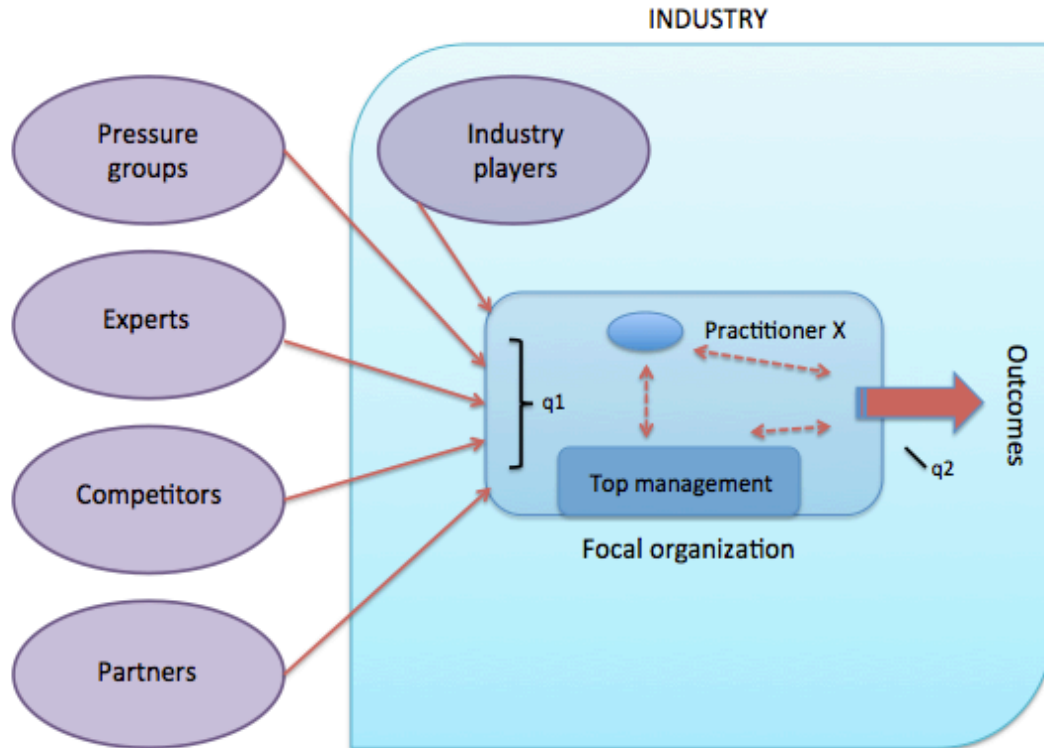 INDUSTRY
Pressure
groups
Industry
players
Experts
Practitioner X
q1
Outcomes
Competitors
q2
Top management
Focal organization
Partners